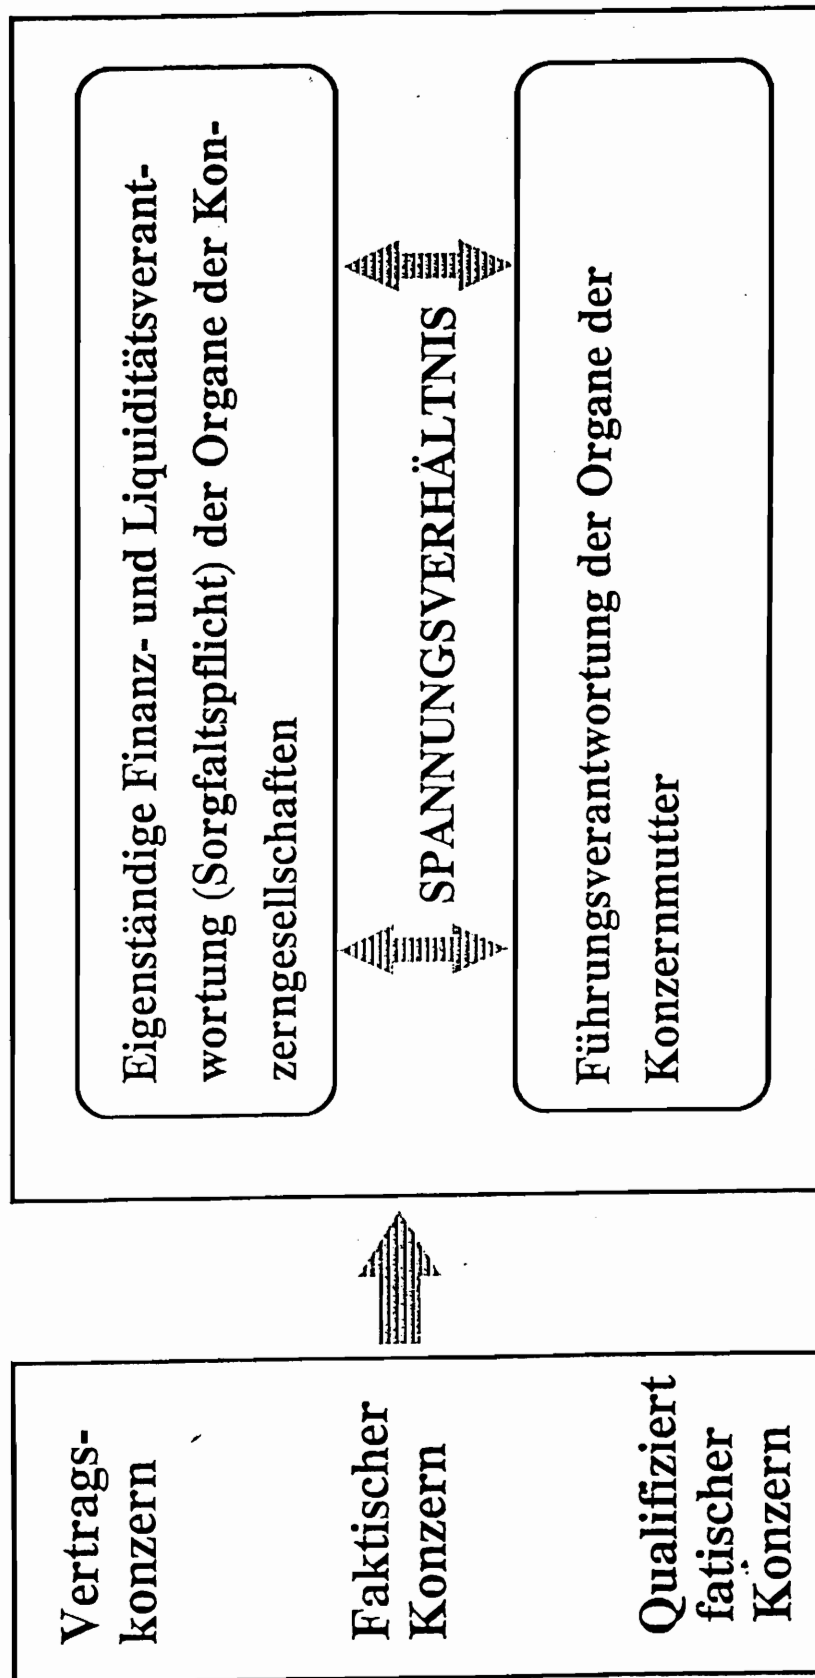 Vertrags-
konzern
Faktischer
Konzern
Qualifiziert
fatischer
Konzern
Eigenständige Finanz- und Liquiditätsverant-
wortung (Sorgfaltspflicht) der Organe der Kon-
zerngesellschaften
SPANNUNGSVERHÄLTNIS
Führungsverantwortung der Organe der
Konzernmutter